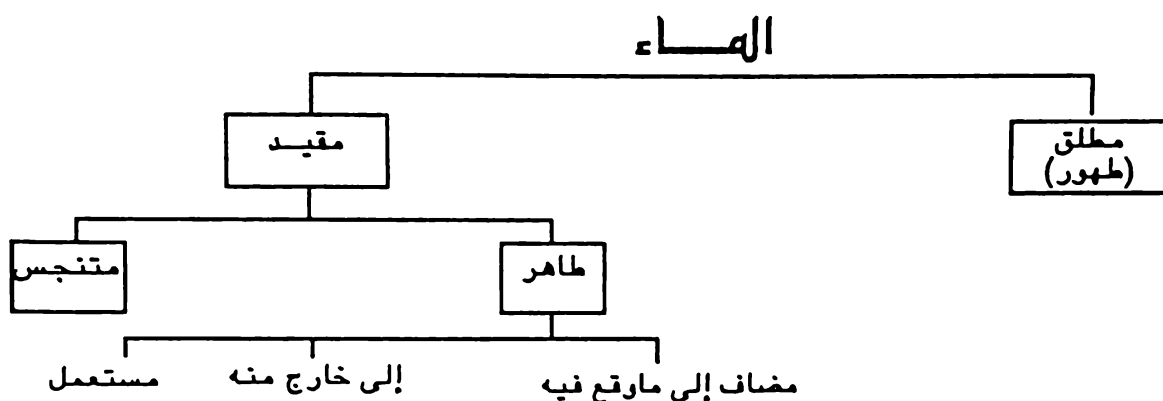 الماء
مطلق
(طهور)
مقيد
طاهر
متنجس
مضاف إلى ماوقع فيه
إلى خارج منه
مستعمل